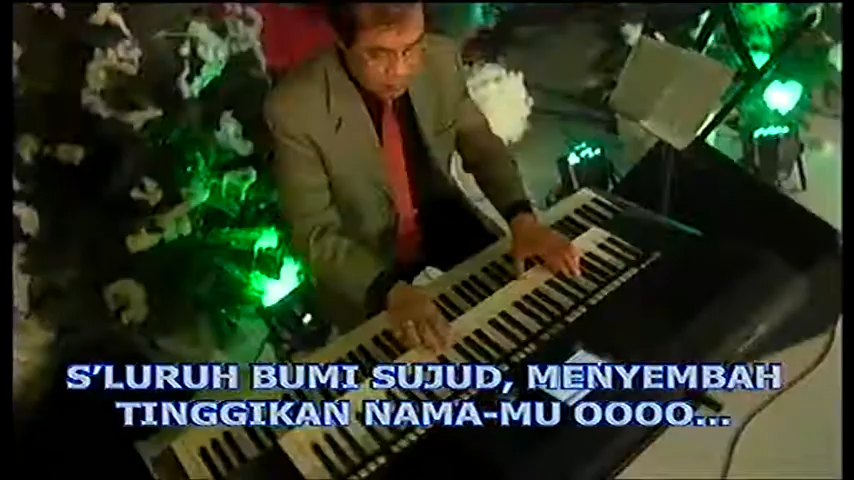 S'LURUH BUMI SUJUD, MENYEMBAH
TINGGIKAN NAMA-MU OOOO....